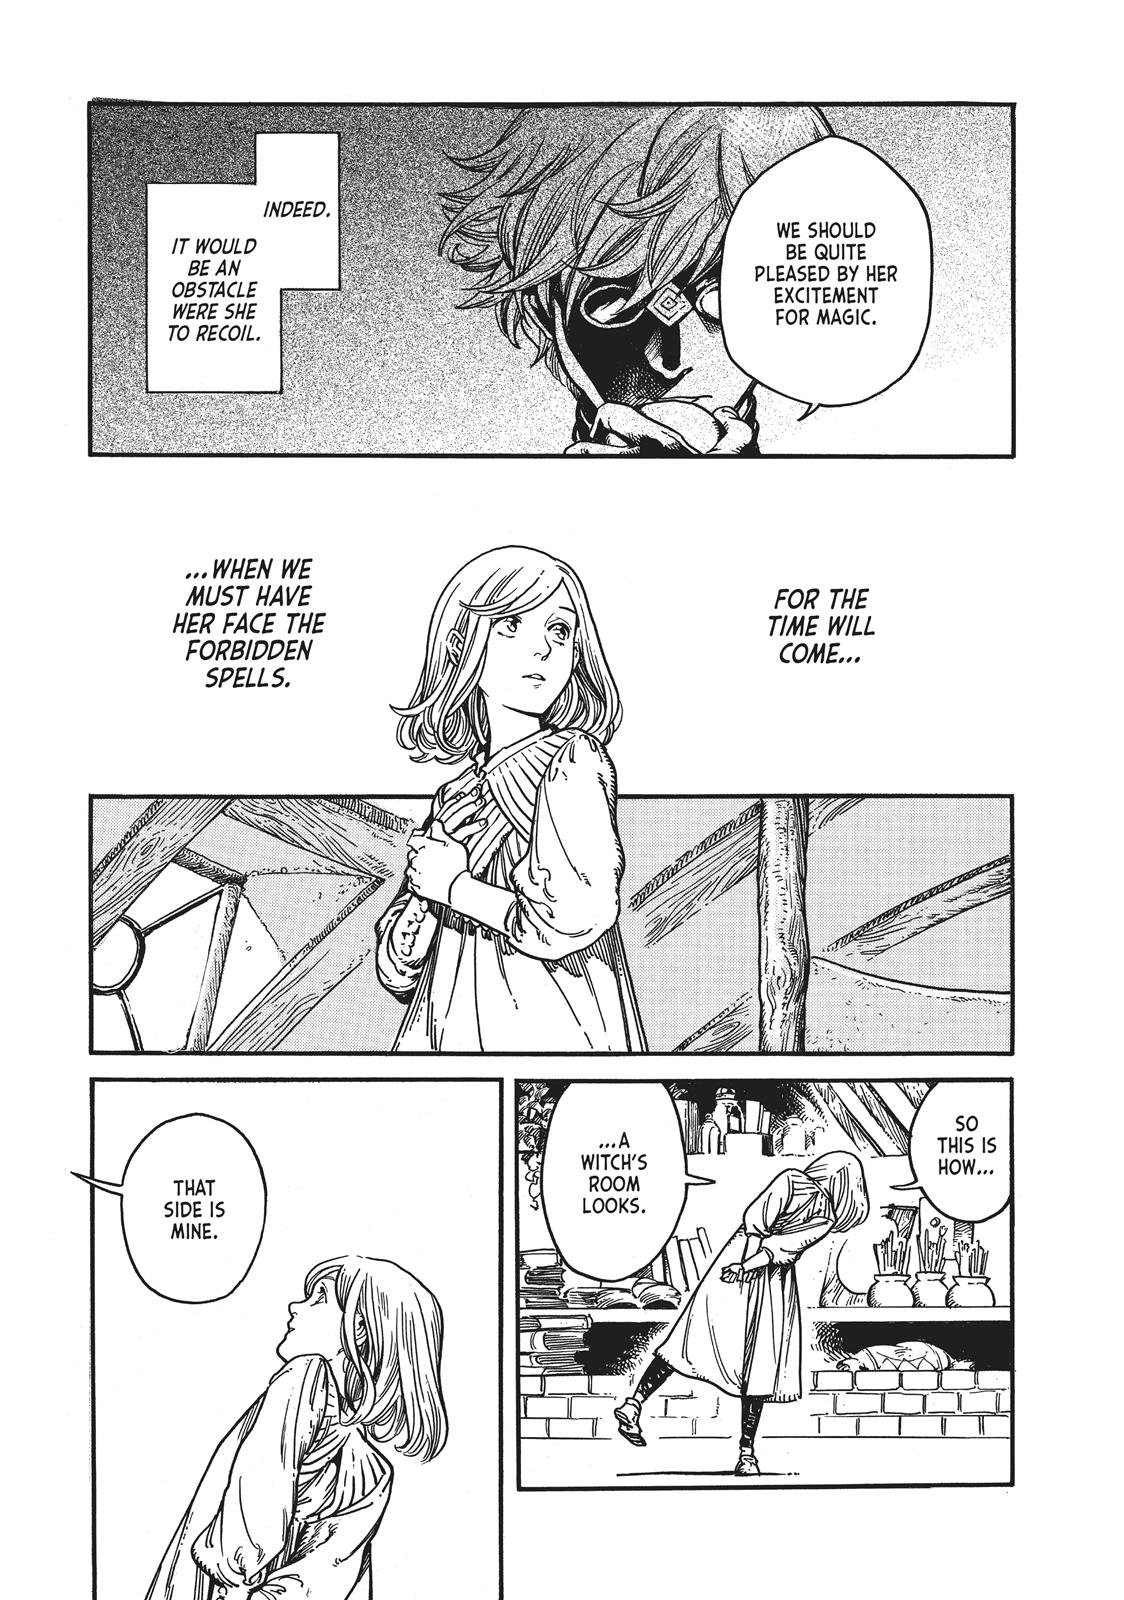 WE SHOULD
BE QUITE
PLEASED BY HER
EXCITEMENT
FOR MAGIC.
INDEED.
IT WOULD
BE AN
OBSTACLE
WERE SHE
TO RECOIL.
FOR THE
TIME WILL
COME...
...WHEN WE
MUST HAVE
HER FACE THE
FORBIDDEN
SPELLS.
SO
THIS IS
HOW...
...A
WITCH'S
ROOM
LOOKS.
THAT
SIDE IS
MINE.